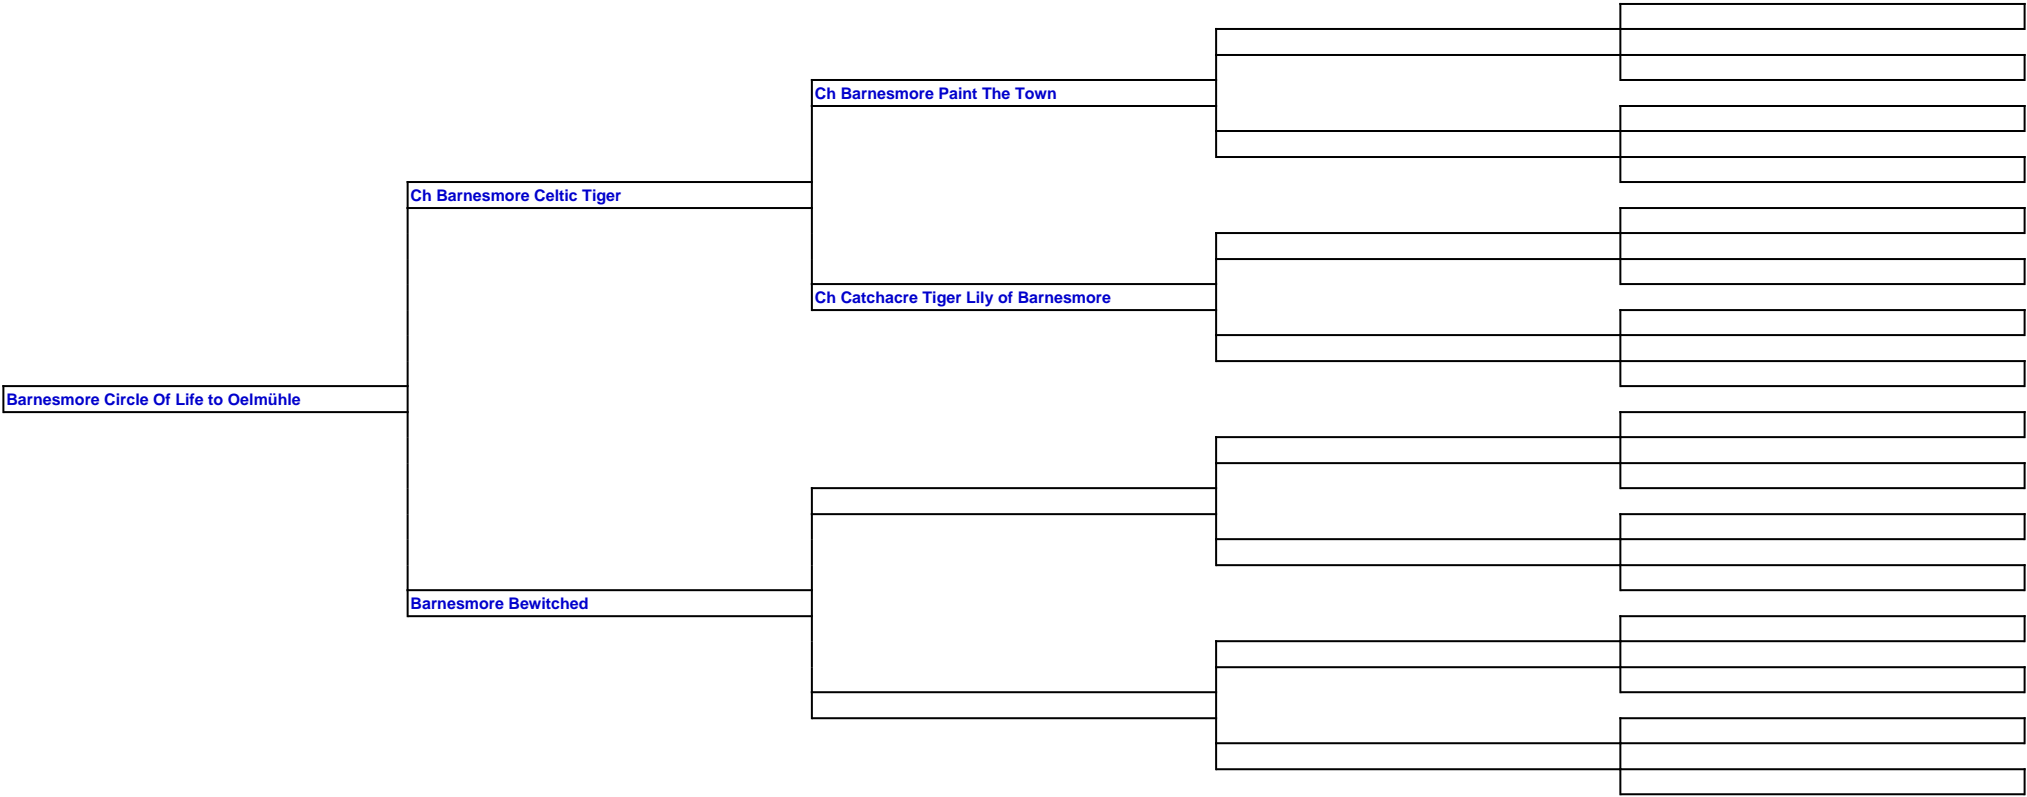 Ch Barnesmore Paint The Town
Ch Barnesmore Celtic Tiger
Ch Catchacre Tiger Lily of Barnesmore
Barnesmore Circle Of Life to Oelmühle
Barnesmore Bewitched